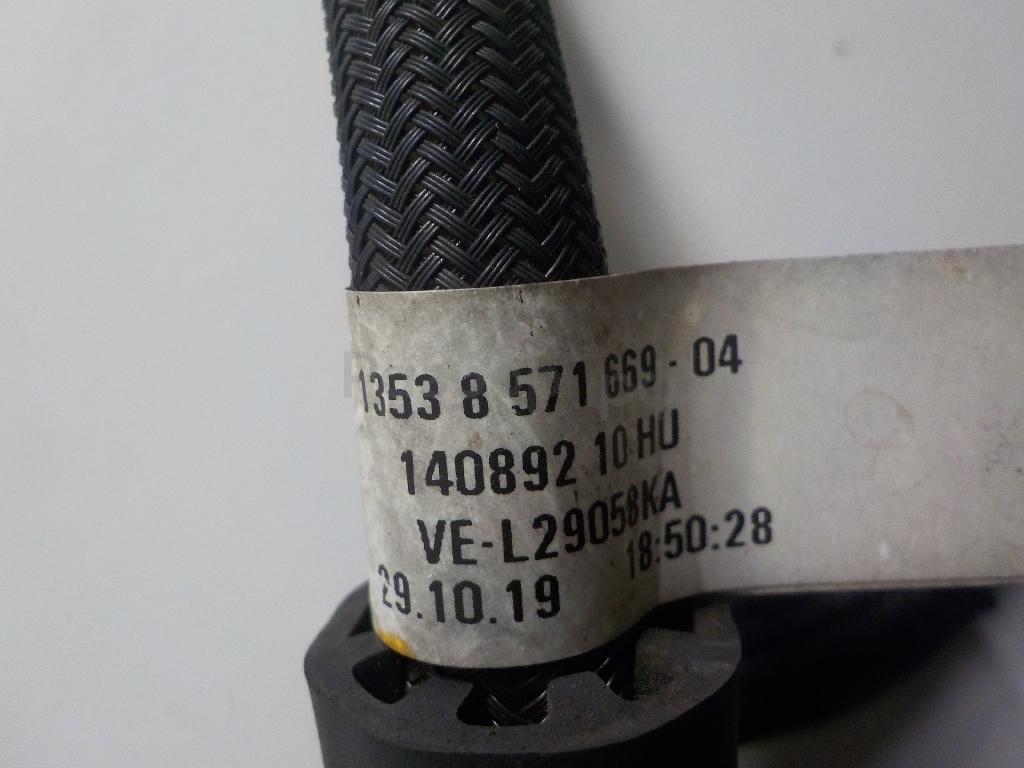 1353 8 571 669 - 04
140892 10 HU
VE-L29058KA
29.10.19 18:50:28